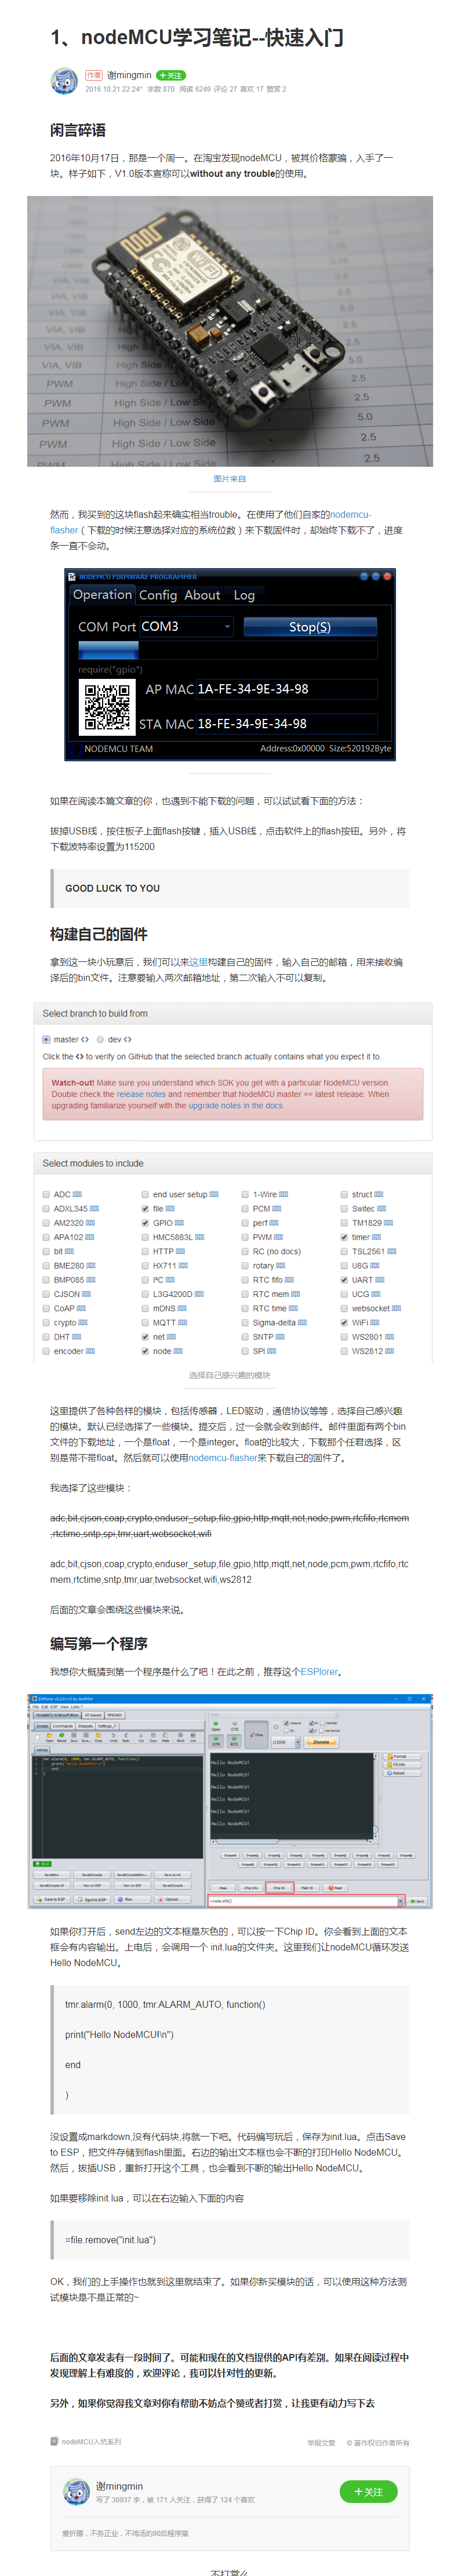 1、nodeMCU学习笔记--快速入门
作者 谢mingmin +关注
2016.10.21 22:24* 字数 870 阅读 6249 评论 27 喜欢 17 赞赏 2
闲言碎语
2016年10月17日，那是一个周一。在淘宝发现nodeMCU，被其价格蒙骗，入手了一
块。样子如下，V1.0版本宣称可以without any trouble的使用。
WiFi
VIA, VIB
VIA, VIB
PWM
PWM
PWM
PWM
High Side / Low
High Side / Low
High Side / Low Side
High Side / Low Side
2.5
2.5
2.5
5.0
2.5
2.5
图片来自
然而，我买到的这块flash起来确实相当trouble。在使用了他们自家的nodemcu-
flasher（下载的时候注意选择对应的系统位数）来下载固件时，却始终下载不了，进度
条一直不会动。
NODEMCU FIRMWARE PROGRAMMER
Operation Config About Log
COM Port COM3 Stop(S)
require("gpio")
AP MAC 1A-FE-34-9E-34-98
STA MAC 18-FE-34-9E-34-98
NODEMCU TEAM Address:0x00000 Size:520192Byte
如果在阅读本篇文章的你，也遇到不能下载的问题，可以试试看下面的方法：
拔掉USB线，按住板子上面flash按键，插入USB线，点击软件上的flash按钮。另外，将
下载波特率设置为115200
GOOD LUCK TO YOU
构建自己的固件
拿到这一块小玩意后，我们可以来这里构建自己的固件，输入自己的邮箱，用来接收编
译后的bin文件。注意要输入两次邮箱地址，第二次输入不可以复制。
Select branch to build from
master <> dev <>
Click the <> to verify on GitHub that the selected branch actually contains what you expect it to.
Watch-out! Make sure you understand which SDK you get with a particular NodeMCU version.
Double check the release notes and remember that NodeMCU master == latest release. When
upgrading familiarize yourself with the upgrade notes in the docs.
Select modules to include
ADC end user setup 1-Wire struct
ADXL345 file PCM Switec
AM2320 GPIO perf TM1829
APA102 HMC5883L PWM timer
bit HTTP RC (no docs) TSL2561
BME280 HX711 rotary U8G
BMP085 I²C RTC fifo UART
CJSON L3G4200D RTC mem UCG
CoAP mDNS RTC time websocket
crypto MQTT Sigma-delta WiFi
DHT net SNTP WS2801
encoder node SPI WS2812
选择自己感兴趣的模块
这里提供了各种各样的模块，包括传感器，LED驱动，通信协议等等，选择自己感兴趣
的模块。默认已经选择了一些模块。提交后，过一会就会收到邮件。邮件里面有两个bin
文件的下载地址，一个是float，一个是integer。float的比较大，下载那个任君选择，区
别是带不带float。然后就可以使用nodemcu-flasher来下载自己的固件了。
我选择了这些模块：
adc,bit,cjson,coap,crypto,enduser_setup,file,gpio,http,mqtt,net,node,pwm,rtcfifo,rtcmem
,rtctime,sntp,spi,tmr,uart,websocket,wifi
adc,bit,cjson,coap,crypto,enduser_setup,file,gpio,http,mqtt,net,node,pcm,pwm,rtcfifo,rtc
mem,rtctime,sntp,tmr,uar,twebsocket,wifi,ws2812
后面的文章会围绕这些模块来说。
编写第一个程序
我想你大概猜到第一个程序是什么了吧！在此之前，推荐这个ESPlorer。
Hello NodeMCU!
Hello NodeMCU!
Hello NodeMCU!
Hello NodeMCU!
Hello NodeMCU!
Hello NodeMCU!
Donate
如果你打开后，send左边的文本框是灰色的，可以按一下Chip ID。你会看到上面的文本
框会有内容输出。上电后，会调用一个 init.lua的文件夹。这里我们让nodeMCU循环发送
Hello NodeMCU。
tmr.alarm(0, 1000, tmr.ALARM_AUTO, function()
print("Hello NodeMCU!\n")
end
)
没设置成markdown,没有代码块,将就一下吧。代码编写玩后，保存为init.lua。点击Save
to ESP，把文件存储到flash里面。右边的输出文本框也会不断的打印Hello NodeMCU。
然后，拔插USB，重新打开这个工具，也会看到不断的输出Hello NodeMCU。
如果要移除init.lua，可以在右边输入下面的内容
=file.remove("init.lua")
OK，我们的上手操作也就到这里就结束了。如果你新买模块的话，可以使用这种方法测
试模块是不是正常的~
后面的文章发表有一段时间了。可能和现在的文档提供的API有差别。如果在阅读过程中
发现理解上有难度的，欢迎评论，我可以针对性的更新。
另外，如果你觉得我文章对你有帮助不妨点个赞或者打赏，让我更有动力写下去
nodeMCU入坑系列 举报文章 © 著作权归作者所有
谢mingmin
写了 30937 字，被 171 人关注，获得了 124 个喜欢
+关注
爱折腾，不务正业，不鸡汤的90后程序猿